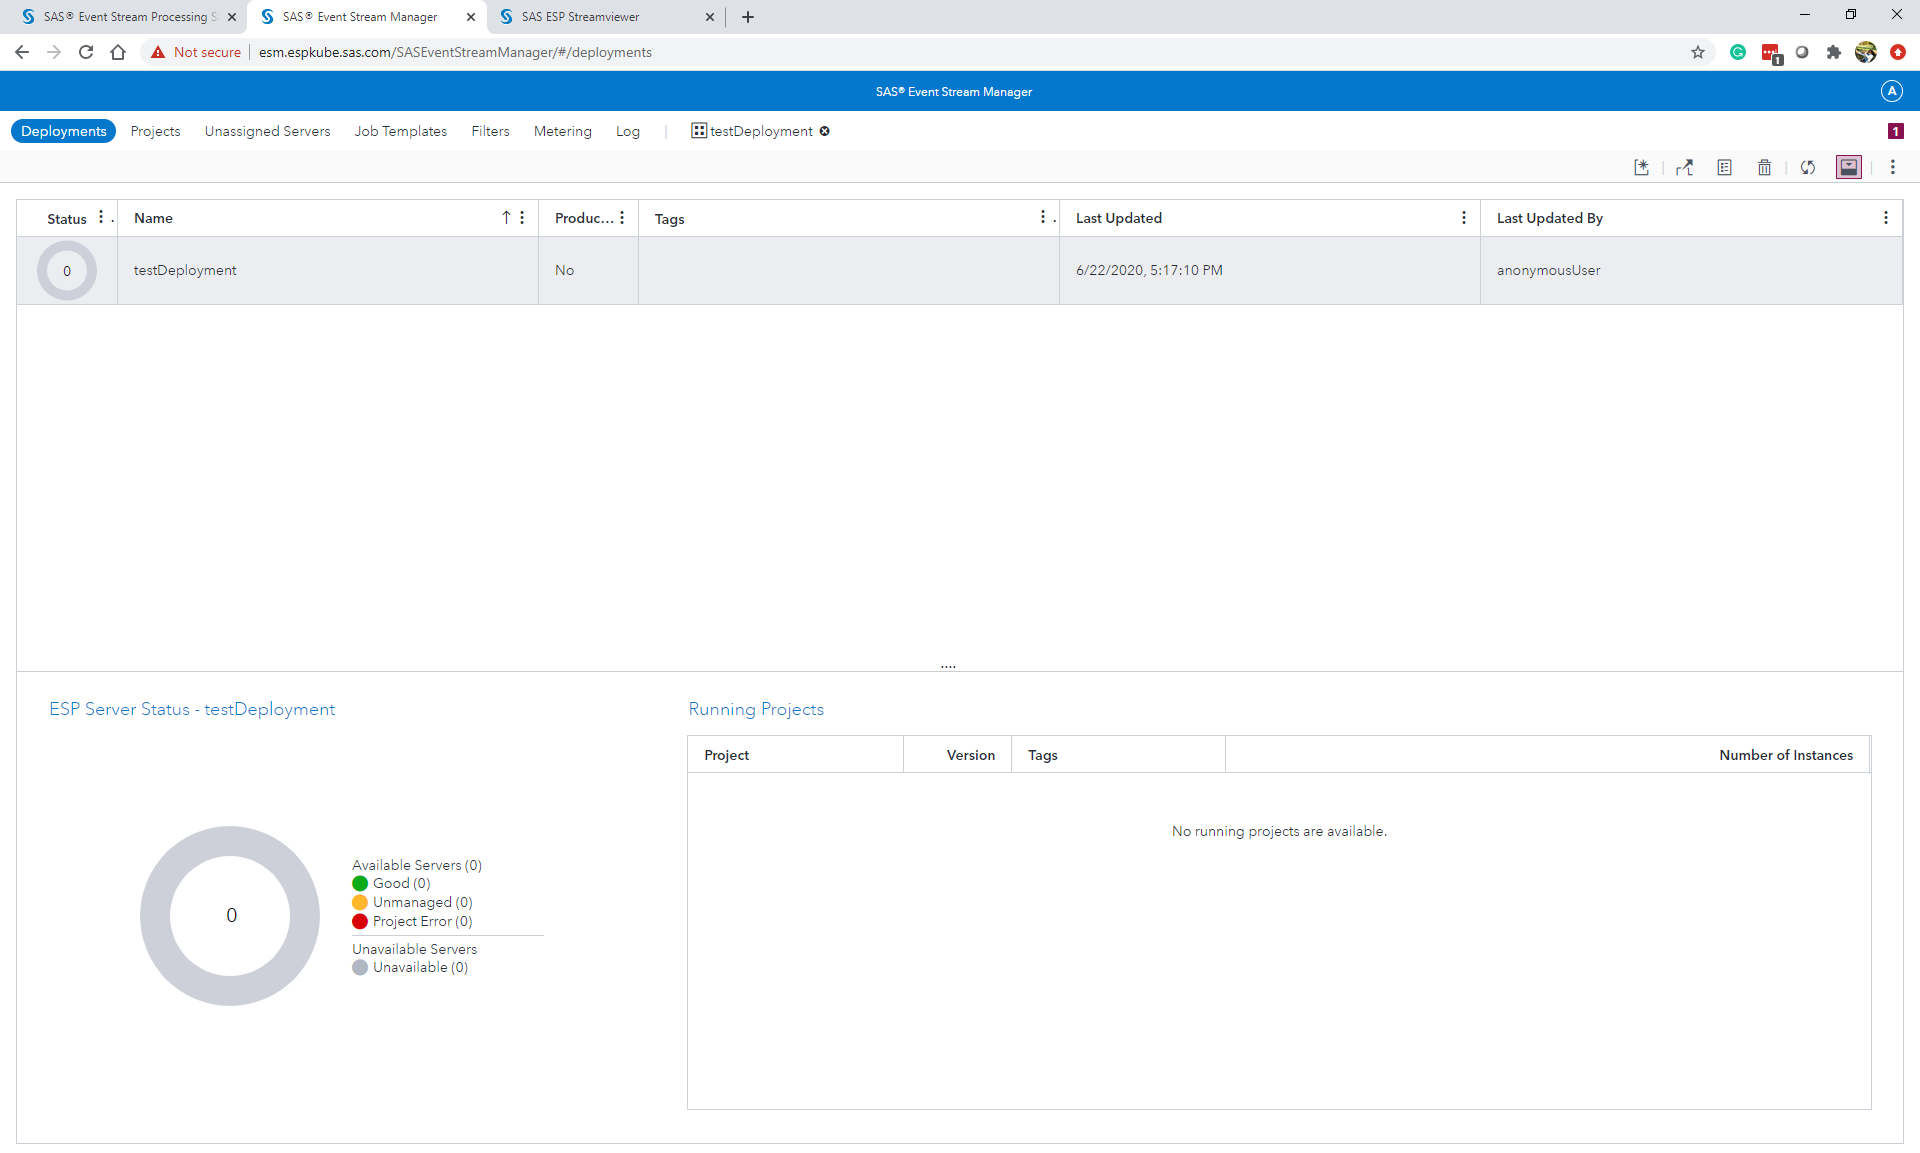 SAS® Event Stream Processing S
SAS® Event Stream Manager
SAS ESP Streamviewer
Not secure
esm.espkube.sas.com/SASEventStreamManager/#/deployments
1
SAS® Event Stream Manager
A
Deployments
Projects
Unassigned Servers
Job Templates
Filters
Metering
Log
testDeployment
1
Status
Name
Produc...
Tags
Last Updated
Last Updated By
0
testDeployment
No
6/22/2020, 5:17:10 PM
anonymousUser
ESP Server Status - testDeployment
0
Available Servers (0)
Good (0)
Unmanaged (0)
Project Error (0)
Unavailable Servers
Unavailable (0)
Running Projects
Project
Version
Tags
Number of Instances
No running projects are available.